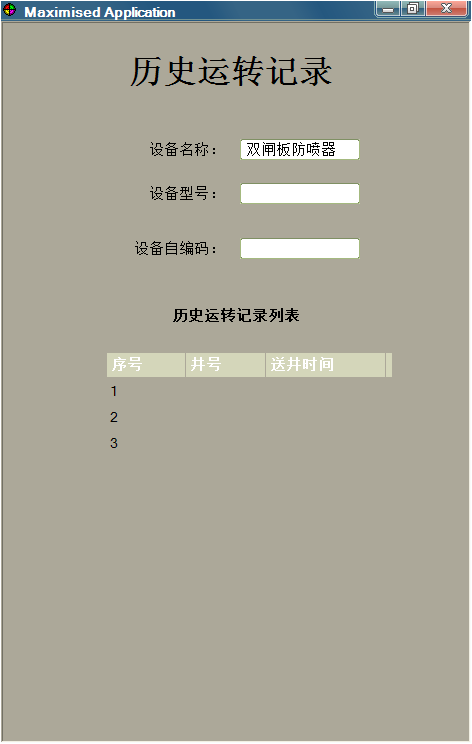 Maximised Application
历史运转记录
设备名称： 双闸板防喷器
设备型号：
设备自编码：
历史运转记录列表
序号 井号 送井时间
1
2
3